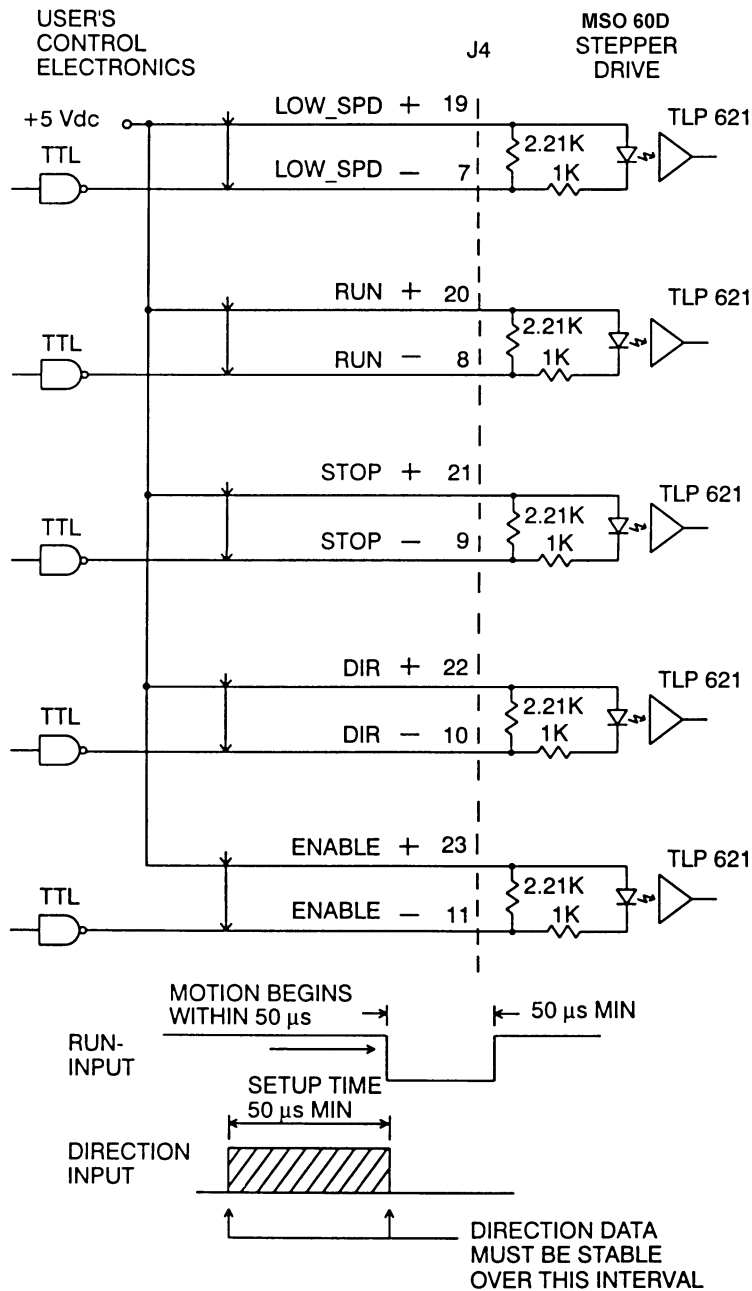 USER'S
CONTROL
ELECTRONICS
J4
MSO 60D
STEPPER
DRIVE
+5 Vdc
LOW_SPD + 19
TLP 621
TTL
2.21K
1K
LOW_SPD — 7
RUN + 20
TLP 621
TTL
2.21K
1K
RUN — 8
STOP + 21
TLP 621
TTL
2.21K
1K
STOP — 9
DIR + 22
TLP 621
TTL
2.21K
1K
DIR — 10
ENABLE + 23
TLP 621
TTL
2.21K
1K
ENABLE — 11
MOTION BEGINS
WITHIN 50 µs
50 µs MIN
RUN-
INPUT
SETUP TIME
50 µs MIN
DIRECTION
INPUT
DIRECTION DATA
MUST BE STABLE
OVER THIS INTERVAL